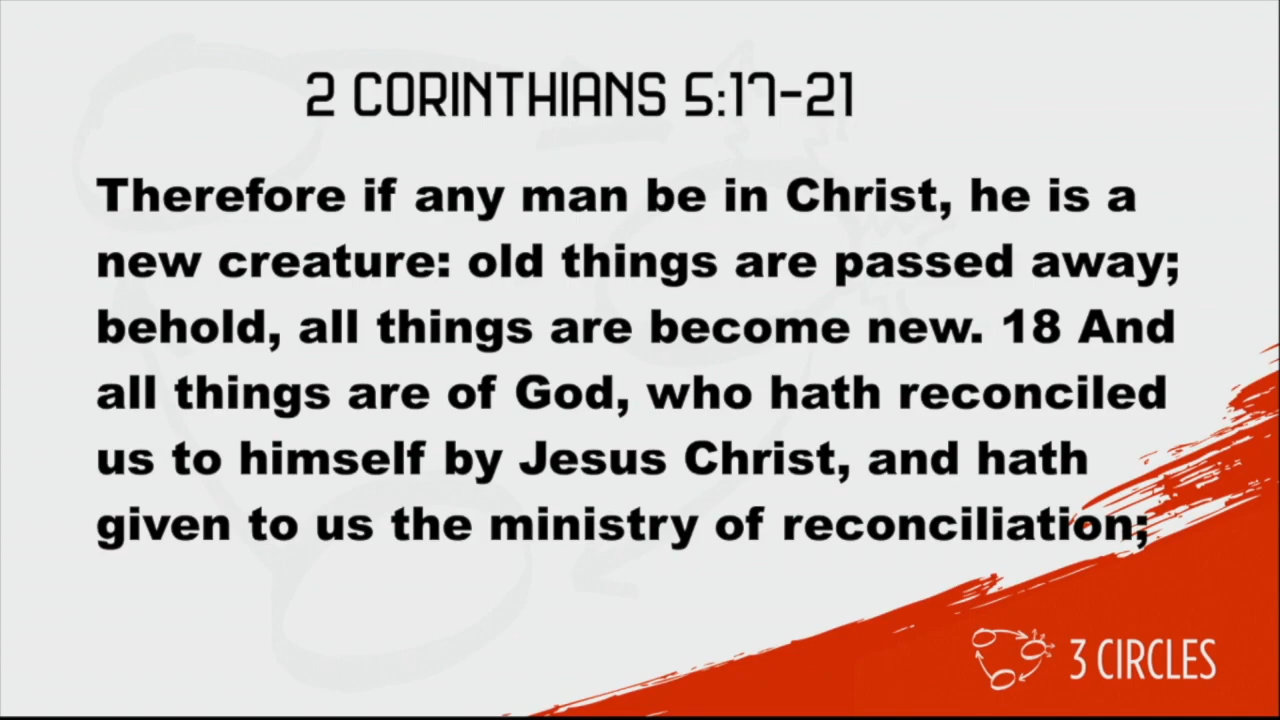 2 CORINTHIANS 5:17-21
Therefore if any man be in Christ, he is a
new creature: old things are passed away;
behold, all things are become new. 18 And
all things are of God, who hath reconciled
us to himself by Jesus Christ, and hath
given to us the ministry of reconciliation;
3 CIRCLES